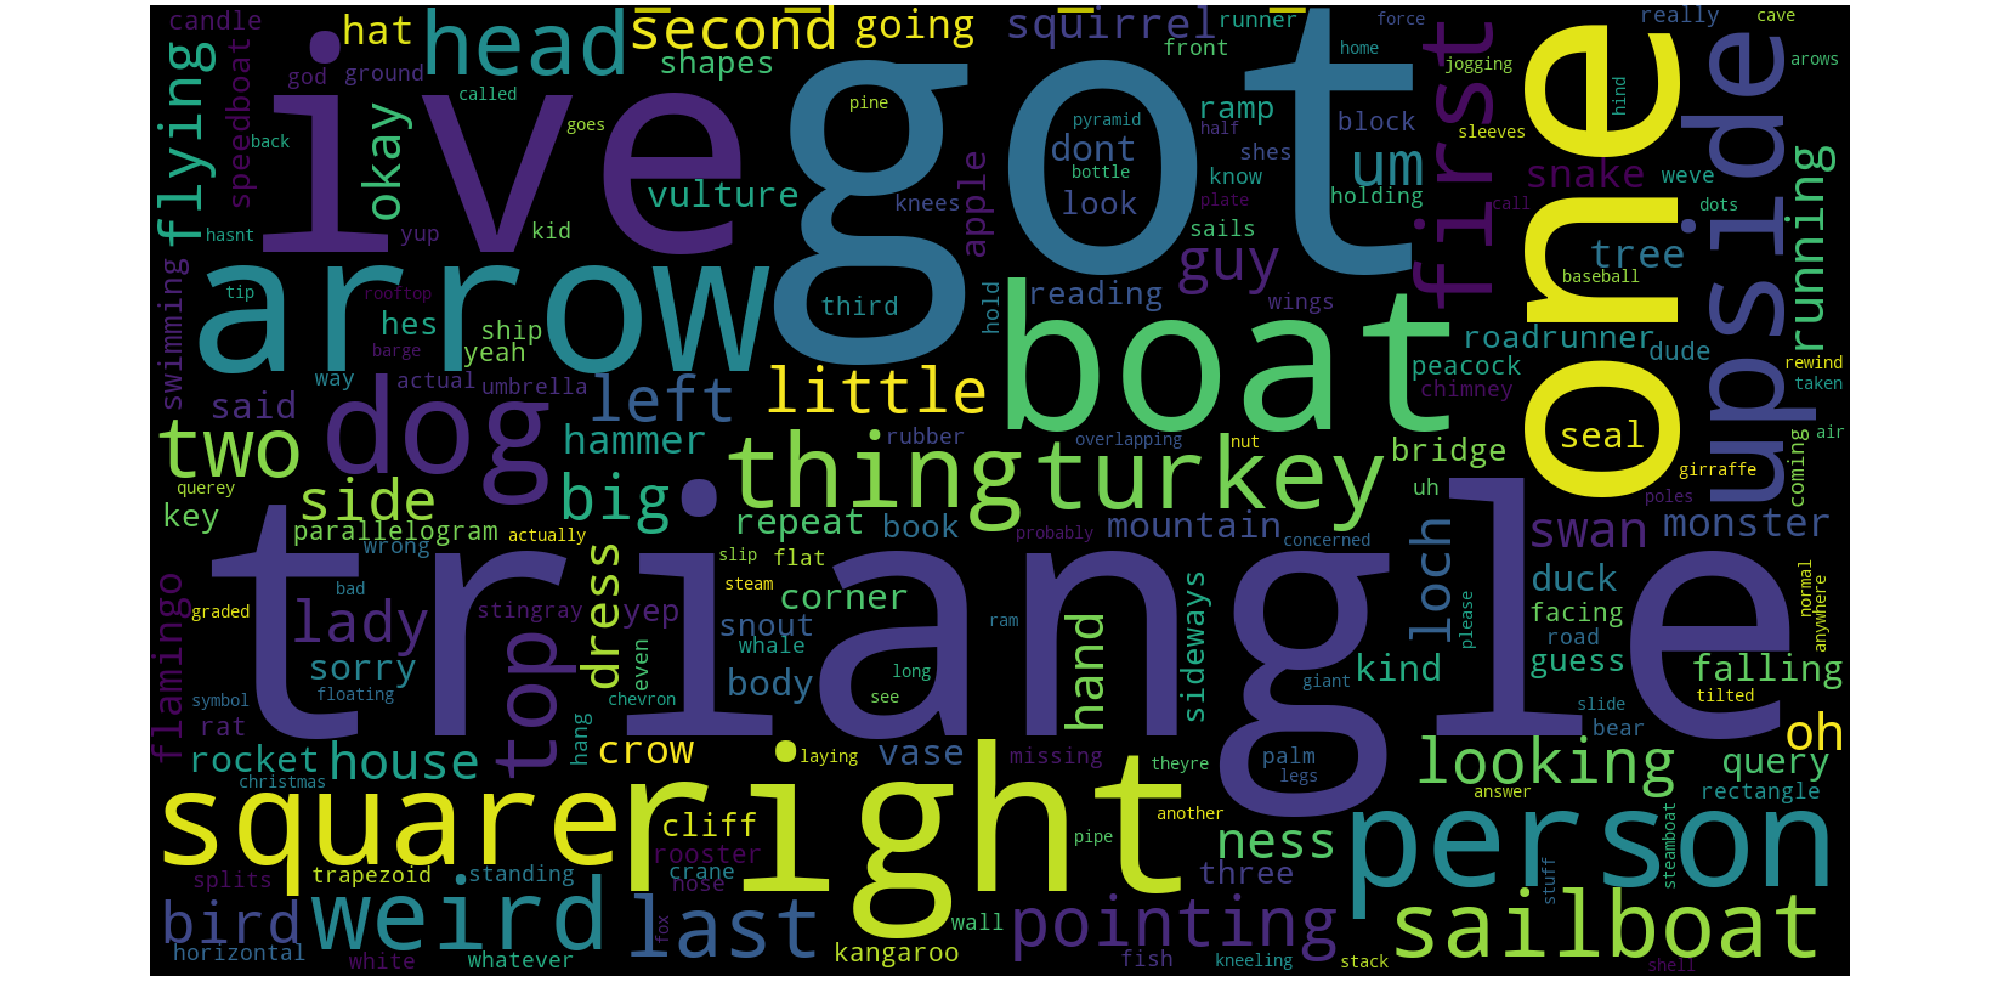 candle
hat
head
second
going
squirrel
runner
force
really
cave
flying
speedboat
god
ground
shapes
front
home
jogging
arows
ive
got
first
one
upside
called
pine
ramp
block
hind
back
okay
goes
pyramid
half
sleeves
dont
shes
um
bottle
know
snake
weve
running
vulture
apple
knees
look
plate
holding
call
dots
hasnt
yup
kid
sails
guy
tree
swimming
arrow
tip
rooftop
third
hold
reading
wings
baseball
hes
ship
boat
roadrunner
dude
barge
yeah
peacock
rewind
way
actual
umbrella
left
little
chimney
taken
said
dog
two
hammer
rubber
thing
overlapping
turkey
nut
bridge
seal
air
coming
girraffe
querey
key
side
big
uh
poles
parallelogram
wrong
actually
repeat
book
probably
mountain
concerned
loch
swan
monster
triangle
flamingo
bad
dress
slip
flat
steam
corner
sideways
please
duck
normal
anywhere
graded
lady
stingray
yep
snout
ram
hand
facing
road
sorry
top
even
whale
body
long
see
giant
kind
guess
falling
symbol
floating
chevron
slide
tilted
rat
hang
crow
laying
vase
missing
theyre
palm
legs
bear
oh
rocket
house
christmas
looking
query
answer
rectangle
square
right
another
person
cliff
pipe
ness
steamboat
rooster
trapezoid
standing
crane
nose
three
stuff
splits
bird
weird
last
fox
wall
pointing
sailboat
horizontal
white
whatever
kangaroo
fish
kneeling
stack
shell